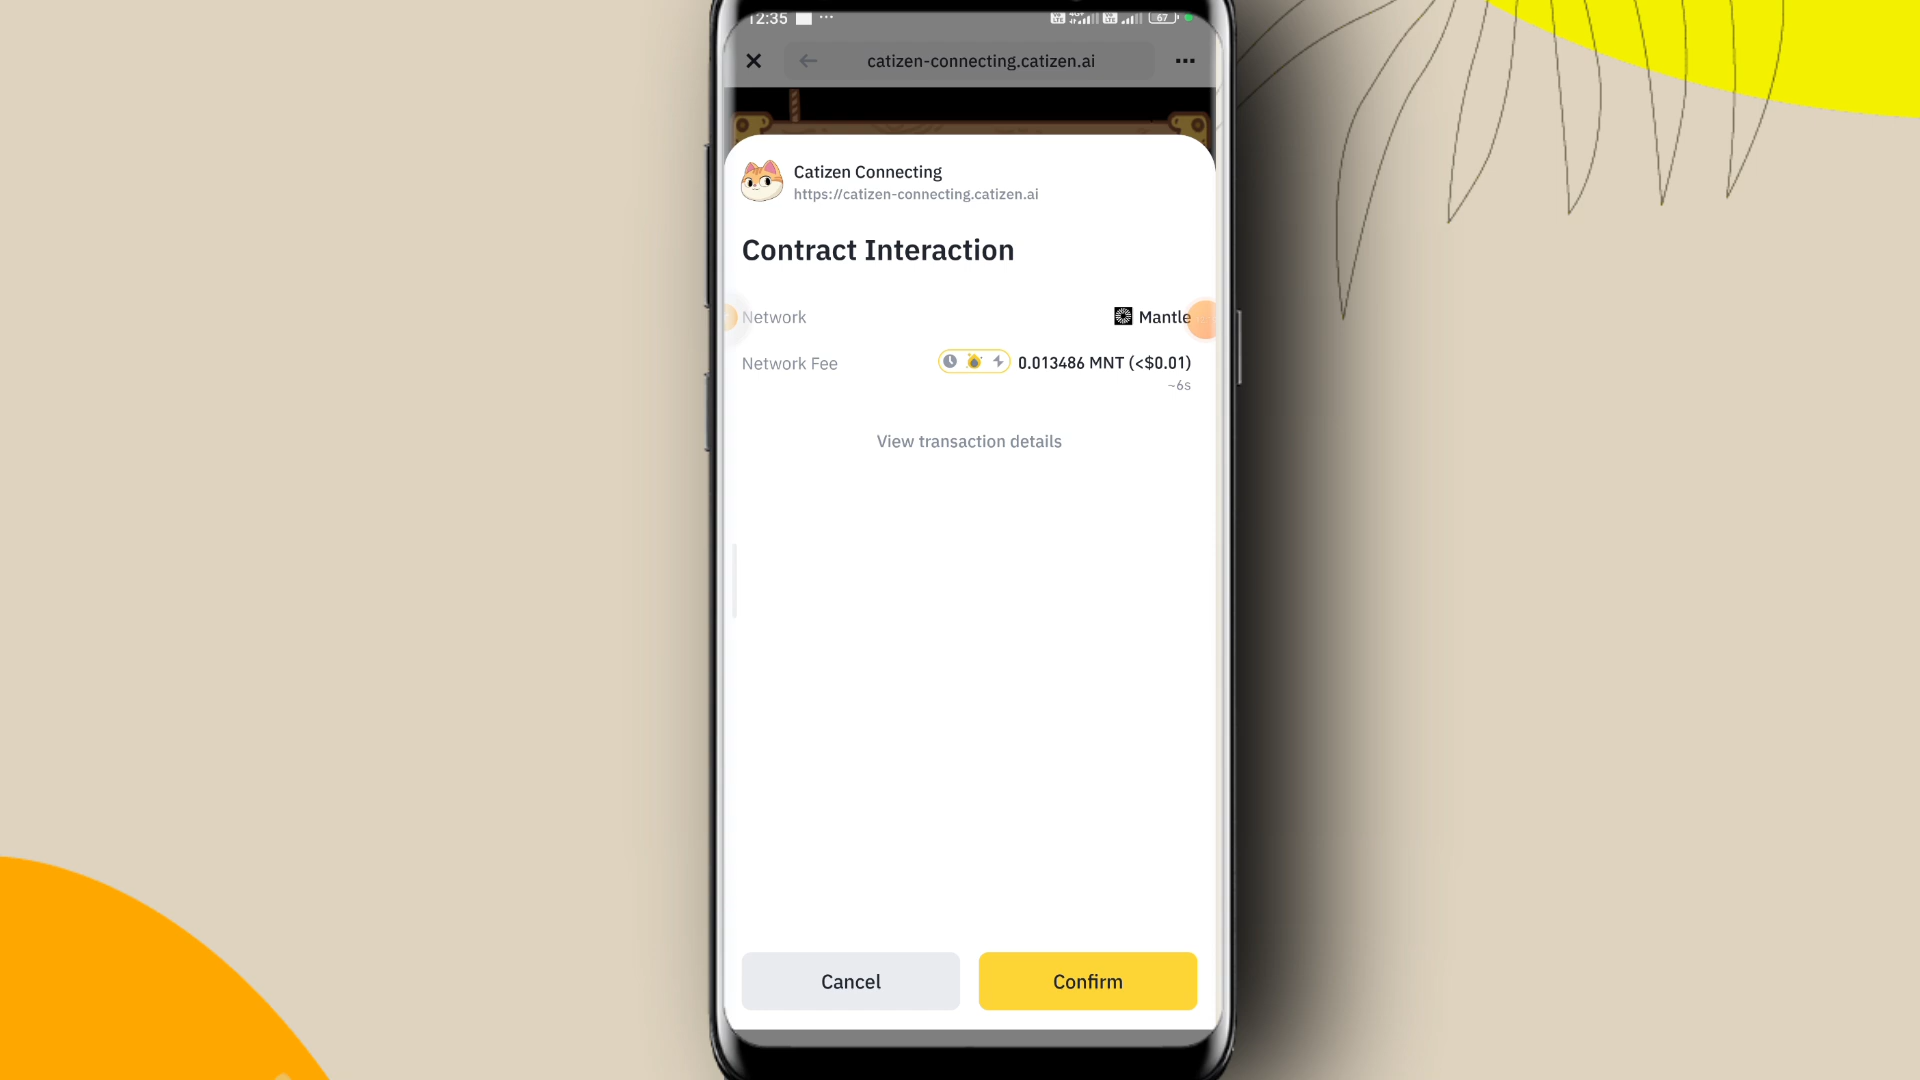 12:35 ...
67
catizen-connecting.catizen.ai
Catizen Connecting
https://catizen-connecting.catizen.ai
Contract Interaction
Network
Mantle
Network Fee
0.013486 MNT (<$0.01)
~6s
View transaction details
Cancel
Confirm